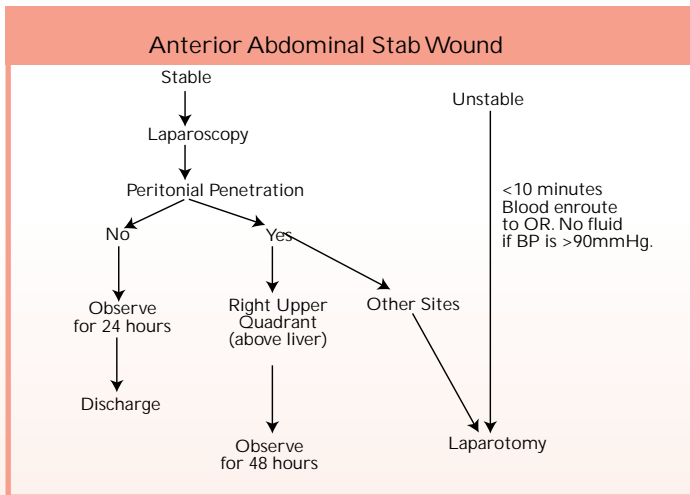 Anterior Abdominal Stab Wound
Stable
Unstable
Laparoscopy
Peritonial Penetration
<10 minutes
Blood enroute
to OR. No fluid
if BP is >90mmHg.
No
Yes
Observe
for 24 hours
Right Upper
Quadrant
(above liver)
Other Sites
Discharge
Observe
for 48 hours
Laparotomy